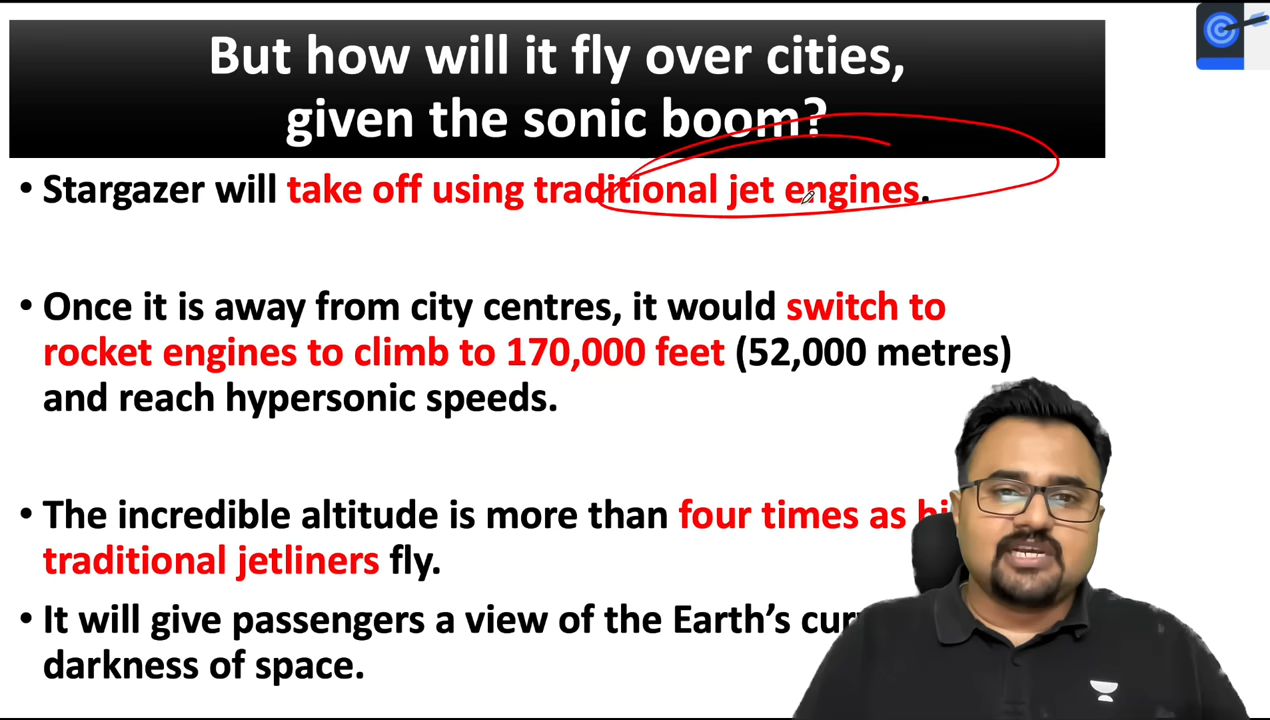 But how will it fly over cities,
given the sonic boom?
• Stargazer will take off using traditional jet engines.
• Once it is away from city centres, it would switch to
rocket engines to climb to 170,000 feet (52,000 metres)
and reach hypersonic speeds.
• The incredible altitude is more than four times as
traditional jetliners fly.
• It will give passengers a view of the Earth’s
darkness of space.